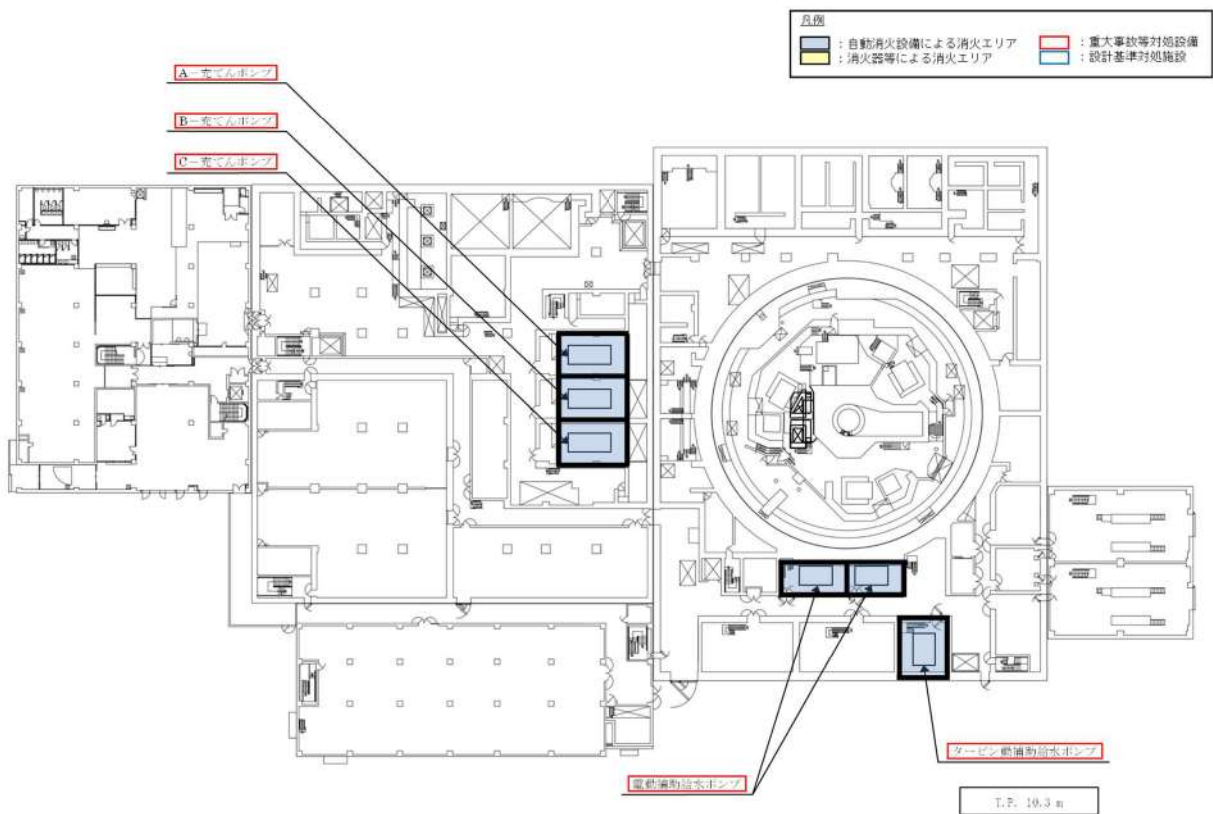 凡例
：自動消火設備による消火エリア
：重大事故等対処設備
：消火器等による消火エリア
：設計基準対処施設
A－充てんポンプ
B－充てんポンプ
C－充てんポンプ
タービン動補助給水ポンプ
電動補助給水ポンプ
T.P. 10.3 m